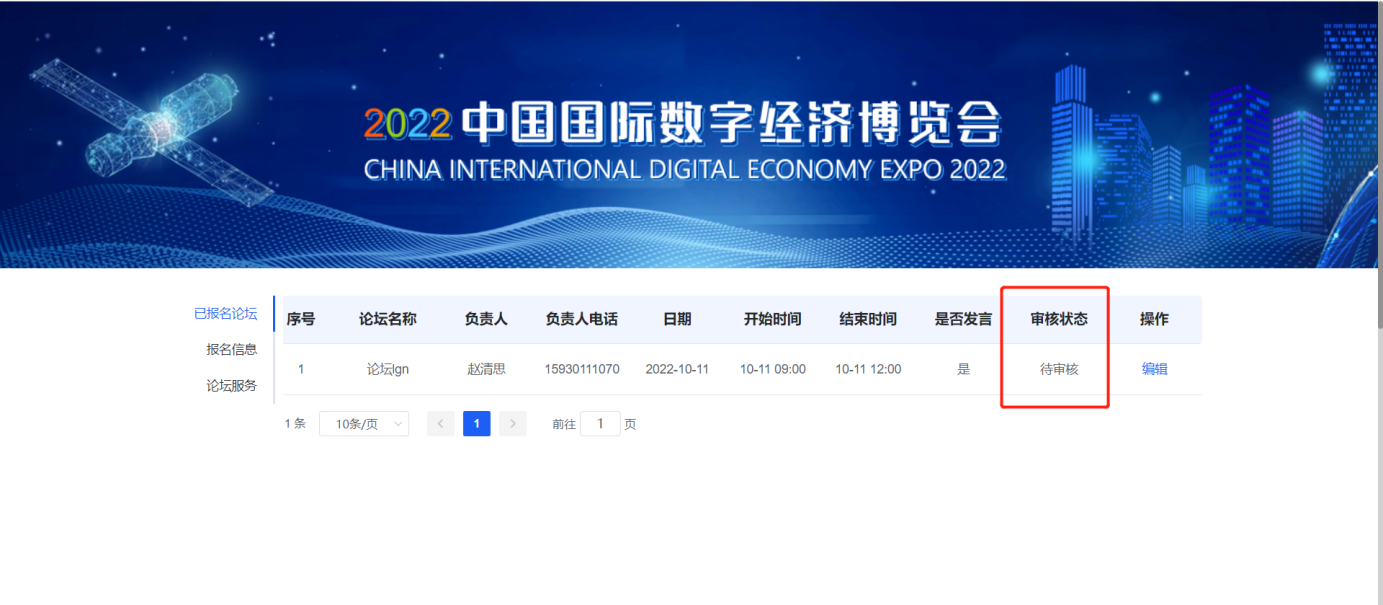 2022 中国国际数字经济博览会
CHINA INTERNATIONAL DIGITAL ECONOMY EXPO 2022
已报名论坛
报名信息
论坛服务
序号 论坛名称 负责人 负责人电话 日期 开始时间 结束时间 是否发言 审核状态 操作
1 论坛lgn 赵清思 15930111070 2022-10-11 10-11 09:00 10-11 12:00 是 待审核 编辑
1 条 10条/页 1 前往 1 页